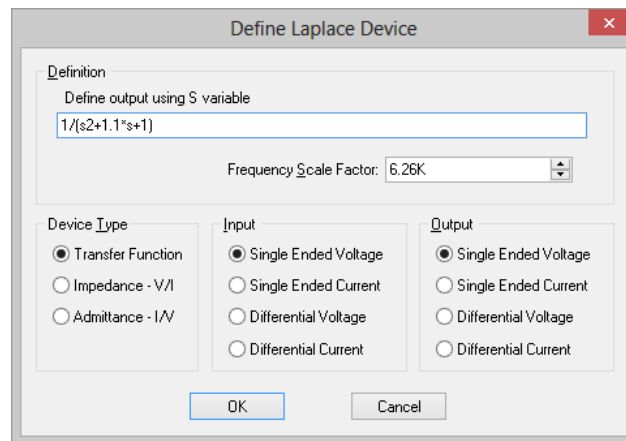 Define Laplace Device
Definition
Define output using S variable
1/(s2+1.1*s+1)
Frequency Scale Factor: 6.26K
Device Type
Transfer Function
Impedance - V/I
Admittance - I/V
Input
Single Ended Voltage
Single Ended Current
Differential Voltage
Differential Current
Output
Single Ended Voltage
Single Ended Current
Differential Voltage
Differential Current
OK
Cancel